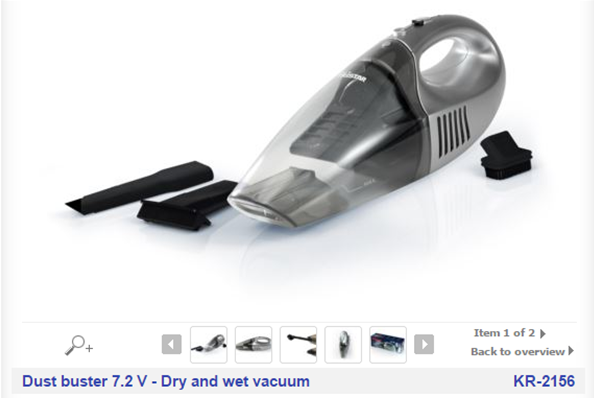 Item 1 of 2
Back to overview
Dust buster 7.2 V - Dry and wet vacuum KR-2156